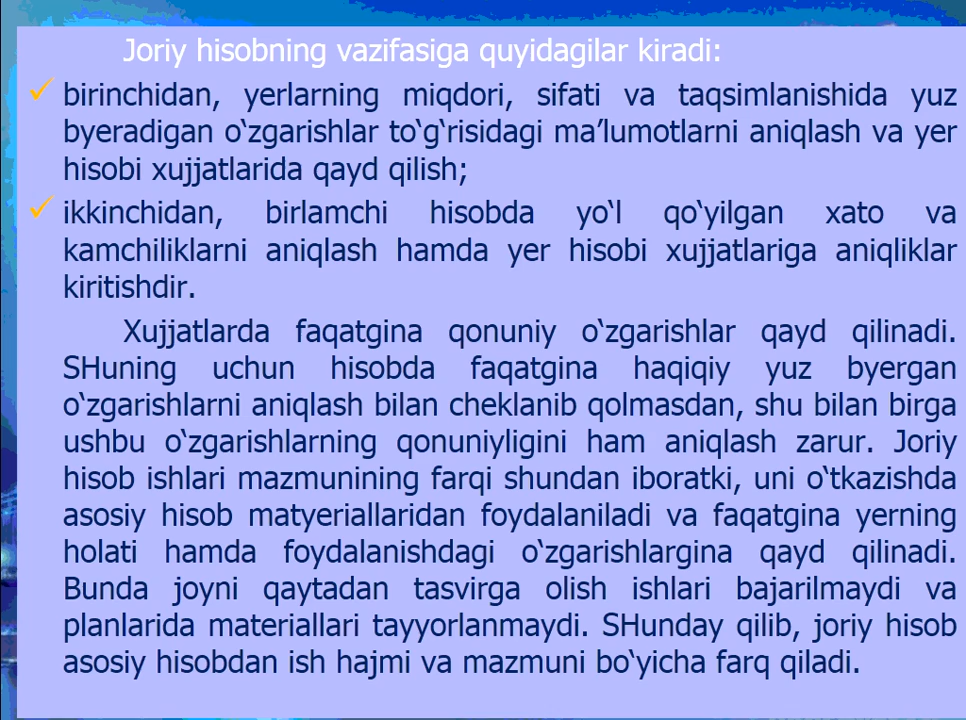 Joriy hisobning vazifasiga quyidagilar kiradi:
✓ birinchidan, yerlarning miqdori, sifati va taqsimlanishida yuz
byeradigan o‘zgarishlar to‘g‘risidagi ma’lumotlarni aniqlash va yer
hisobi xujjatlarida qayd qilish;
✓ ikkinchidan, birlamchi hisobda yo‘l qo‘yilgan xato va
kamchiliklarni aniqlash hamda yer hisobi xujjatlariga aniqliklar
kiritishdir.
Xujjatlarda faqatgina qonuniy o‘zgarishlar qayd qilinadi.
SHuning uchun hisobda faqatgina haqiqiy yuz byergan
o‘zgarishlarni aniqlash bilan cheklanib qolmasdan, shu bilan birga
ushbu o‘zgarishlarning qonuniyligini ham aniqlash zarur. Joriy
hisob ishlari mazmunining farqi shundan iboratki, uni o‘tkazishda
asosiy hisob matyeriallaridan foydalaniladi va faqatgina yerning
holati hamda foydalanishdagi o‘zgarishlargina qayd qilinadi.
Bunda joyni qaytadan tasvirga olish ishlari bajarilmaydi va
planlarida materiallari tayyorlanmaydi. SHunday qilib, joriy hisob
asosiy hisobdan ish hajmi va mazmuni bo‘yicha farq qiladi.